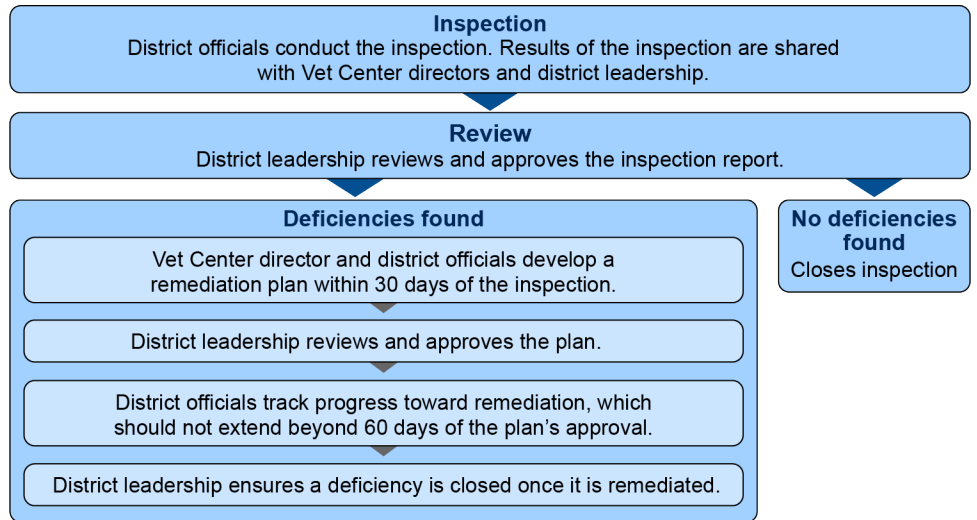 Inspection
District officials conduct the inspection. Results of the inspection are shared
with Vet Center directors and district leadership.
Review
District leadership reviews and approves the inspection report.
Deficiencies found
Vet Center director and district officials develop a
remediation plan within 30 days of the inspection.
District leadership reviews and approves the plan.
District officials track progress toward remediation, which
should not extend beyond 60 days of the plan’s approval.
District leadership ensures a deficiency is closed once it is remediated.
No deficiencies
found
Closes inspection